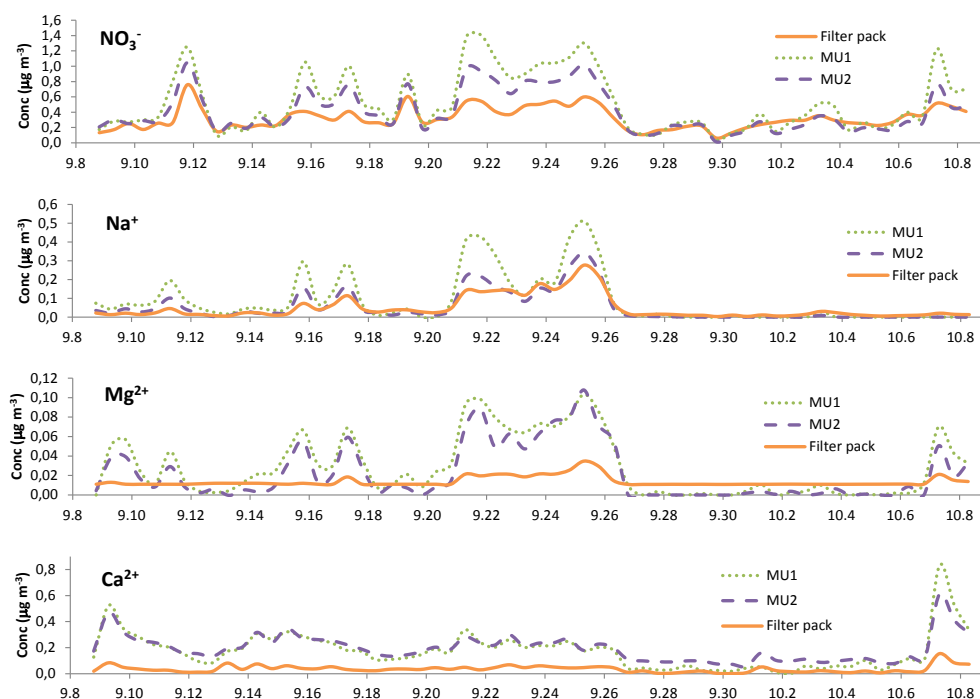 NO₃⁻
Conc (µg m⁻³)
1,6
1,4
1,2
1,0
0,8
0,6
0,4
0,2
0,0
Filter pack
MU1
MU2
9.8 9.10 9.12 9.14 9.16 9.18 9.20 9.22 9.24 9.26 9.28 9.30 10.2 10.4 10.6 10.8
Na⁺
Conc (µg m⁻³)
0,6
0,5
0,4
0,3
0,2
0,1
0,0
MU1
MU2
Filter pack
9.8 9.10 9.12 9.14 9.16 9.18 9.20 9.22 9.24 9.26 9.28 9.30 10.2 10.4 10.6 10.8
Mg²⁺
Conc (µg m⁻³)
0,12
0,10
0,08
0,06
0,04
0,02
0,00
MU1
MU2
Filter pack
9.8 9.10 9.12 9.14 9.16 9.18 9.20 9.22 9.24 9.26 9.28 9.30 10.2 10.4 10.6 10.8
Ca²⁺
Conc (µg m⁻³)
0,8
0,6
0,4
0,2
0,0
MU1
MU2
Filter pack
9.8 9.10 9.12 9.14 9.16 9.18 9.20 9.22 9.24 9.26 9.28 9.30 10.2 10.4 10.6 10.8